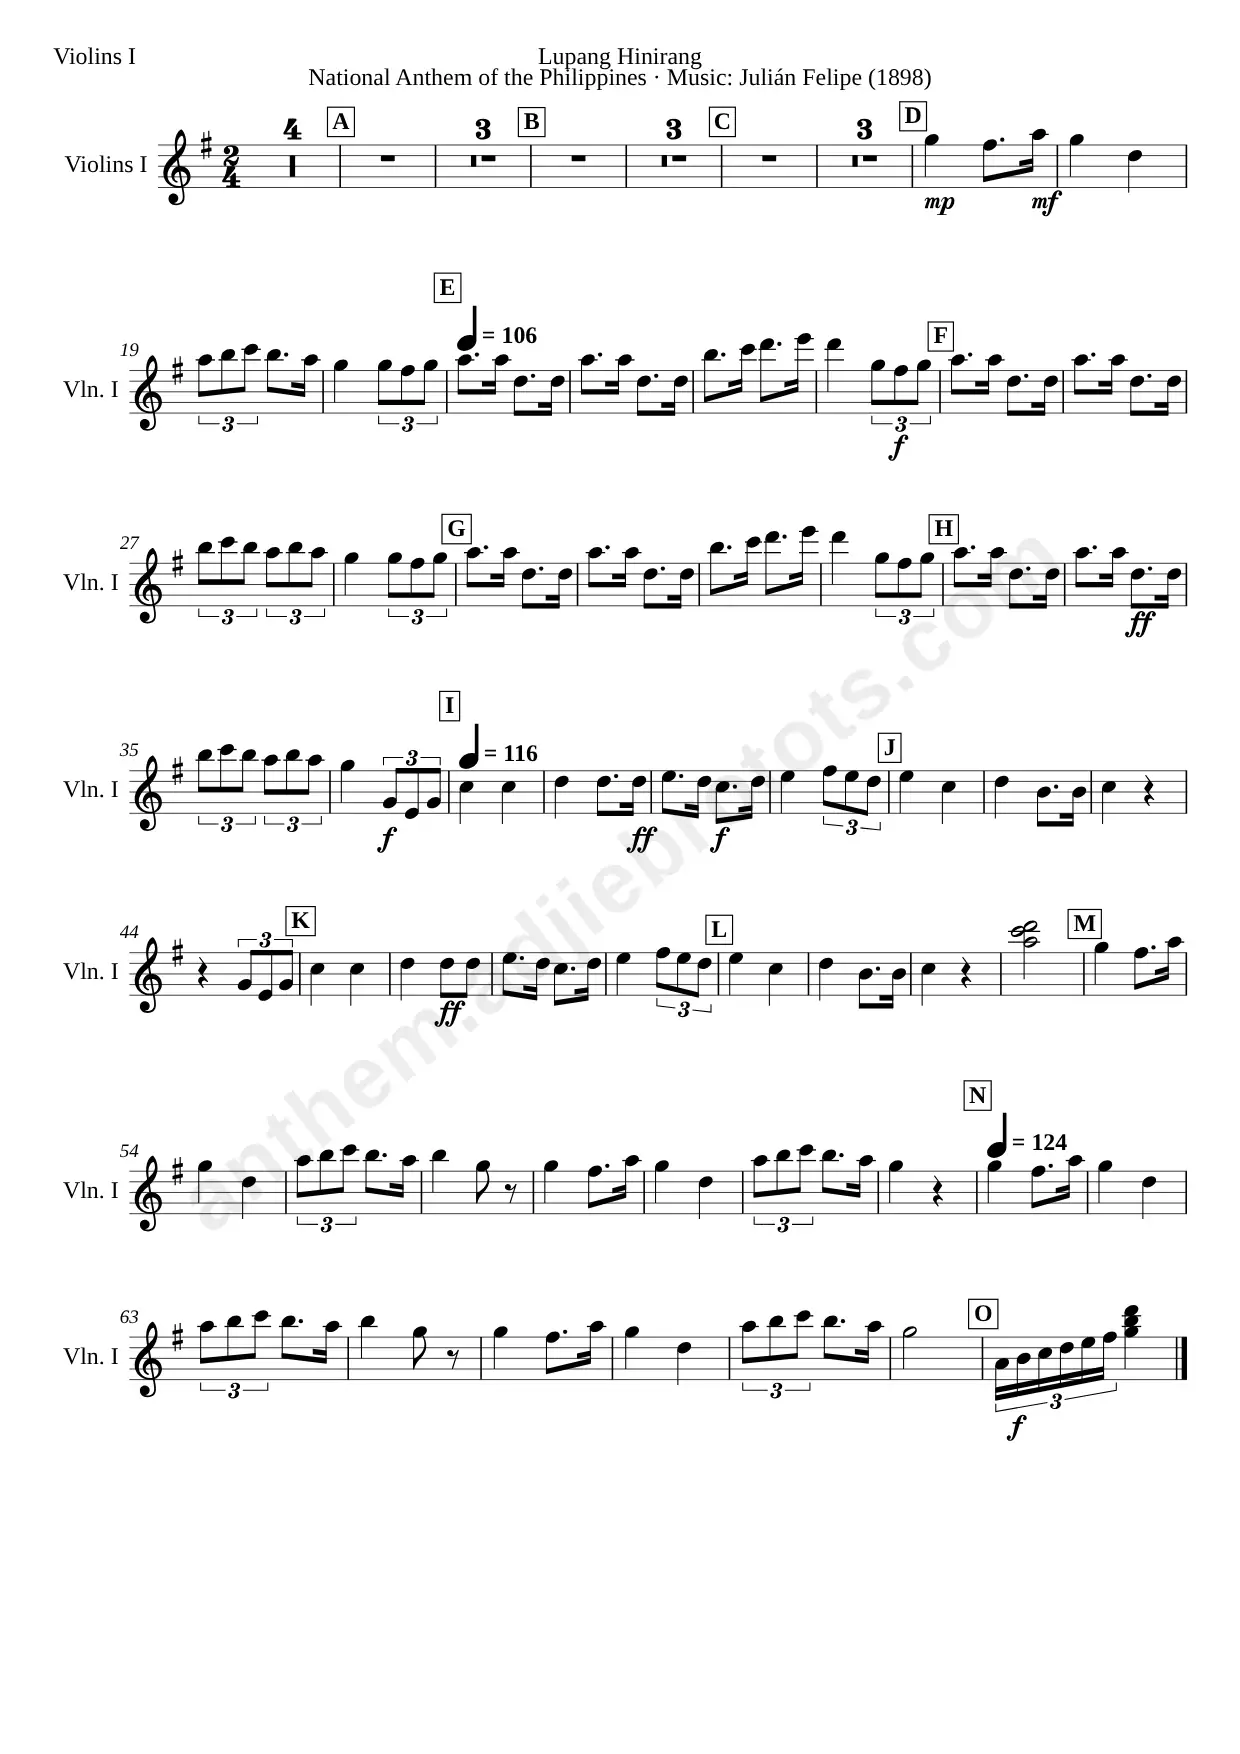 Violins I
Lupang Hinirang
National Anthem of the Philippines · Music: Julián Felipe (1898)
4 A 3 B 3 C 3 D
Violins I
2
4
mp mf
E
= 106
19 F
Vln. I
3 3 3
f
27 G H
Vln. I
3 3 3 3
ff
I
= 116
35 3 J
Vln. I
3 3 f ff f 3
44 K 3 L M
Vln. I
ff 3
N
= 124
54
Vln. I
3 3
63 O
Vln. I
3 3 3
f
anthem.adjiebrotots.com